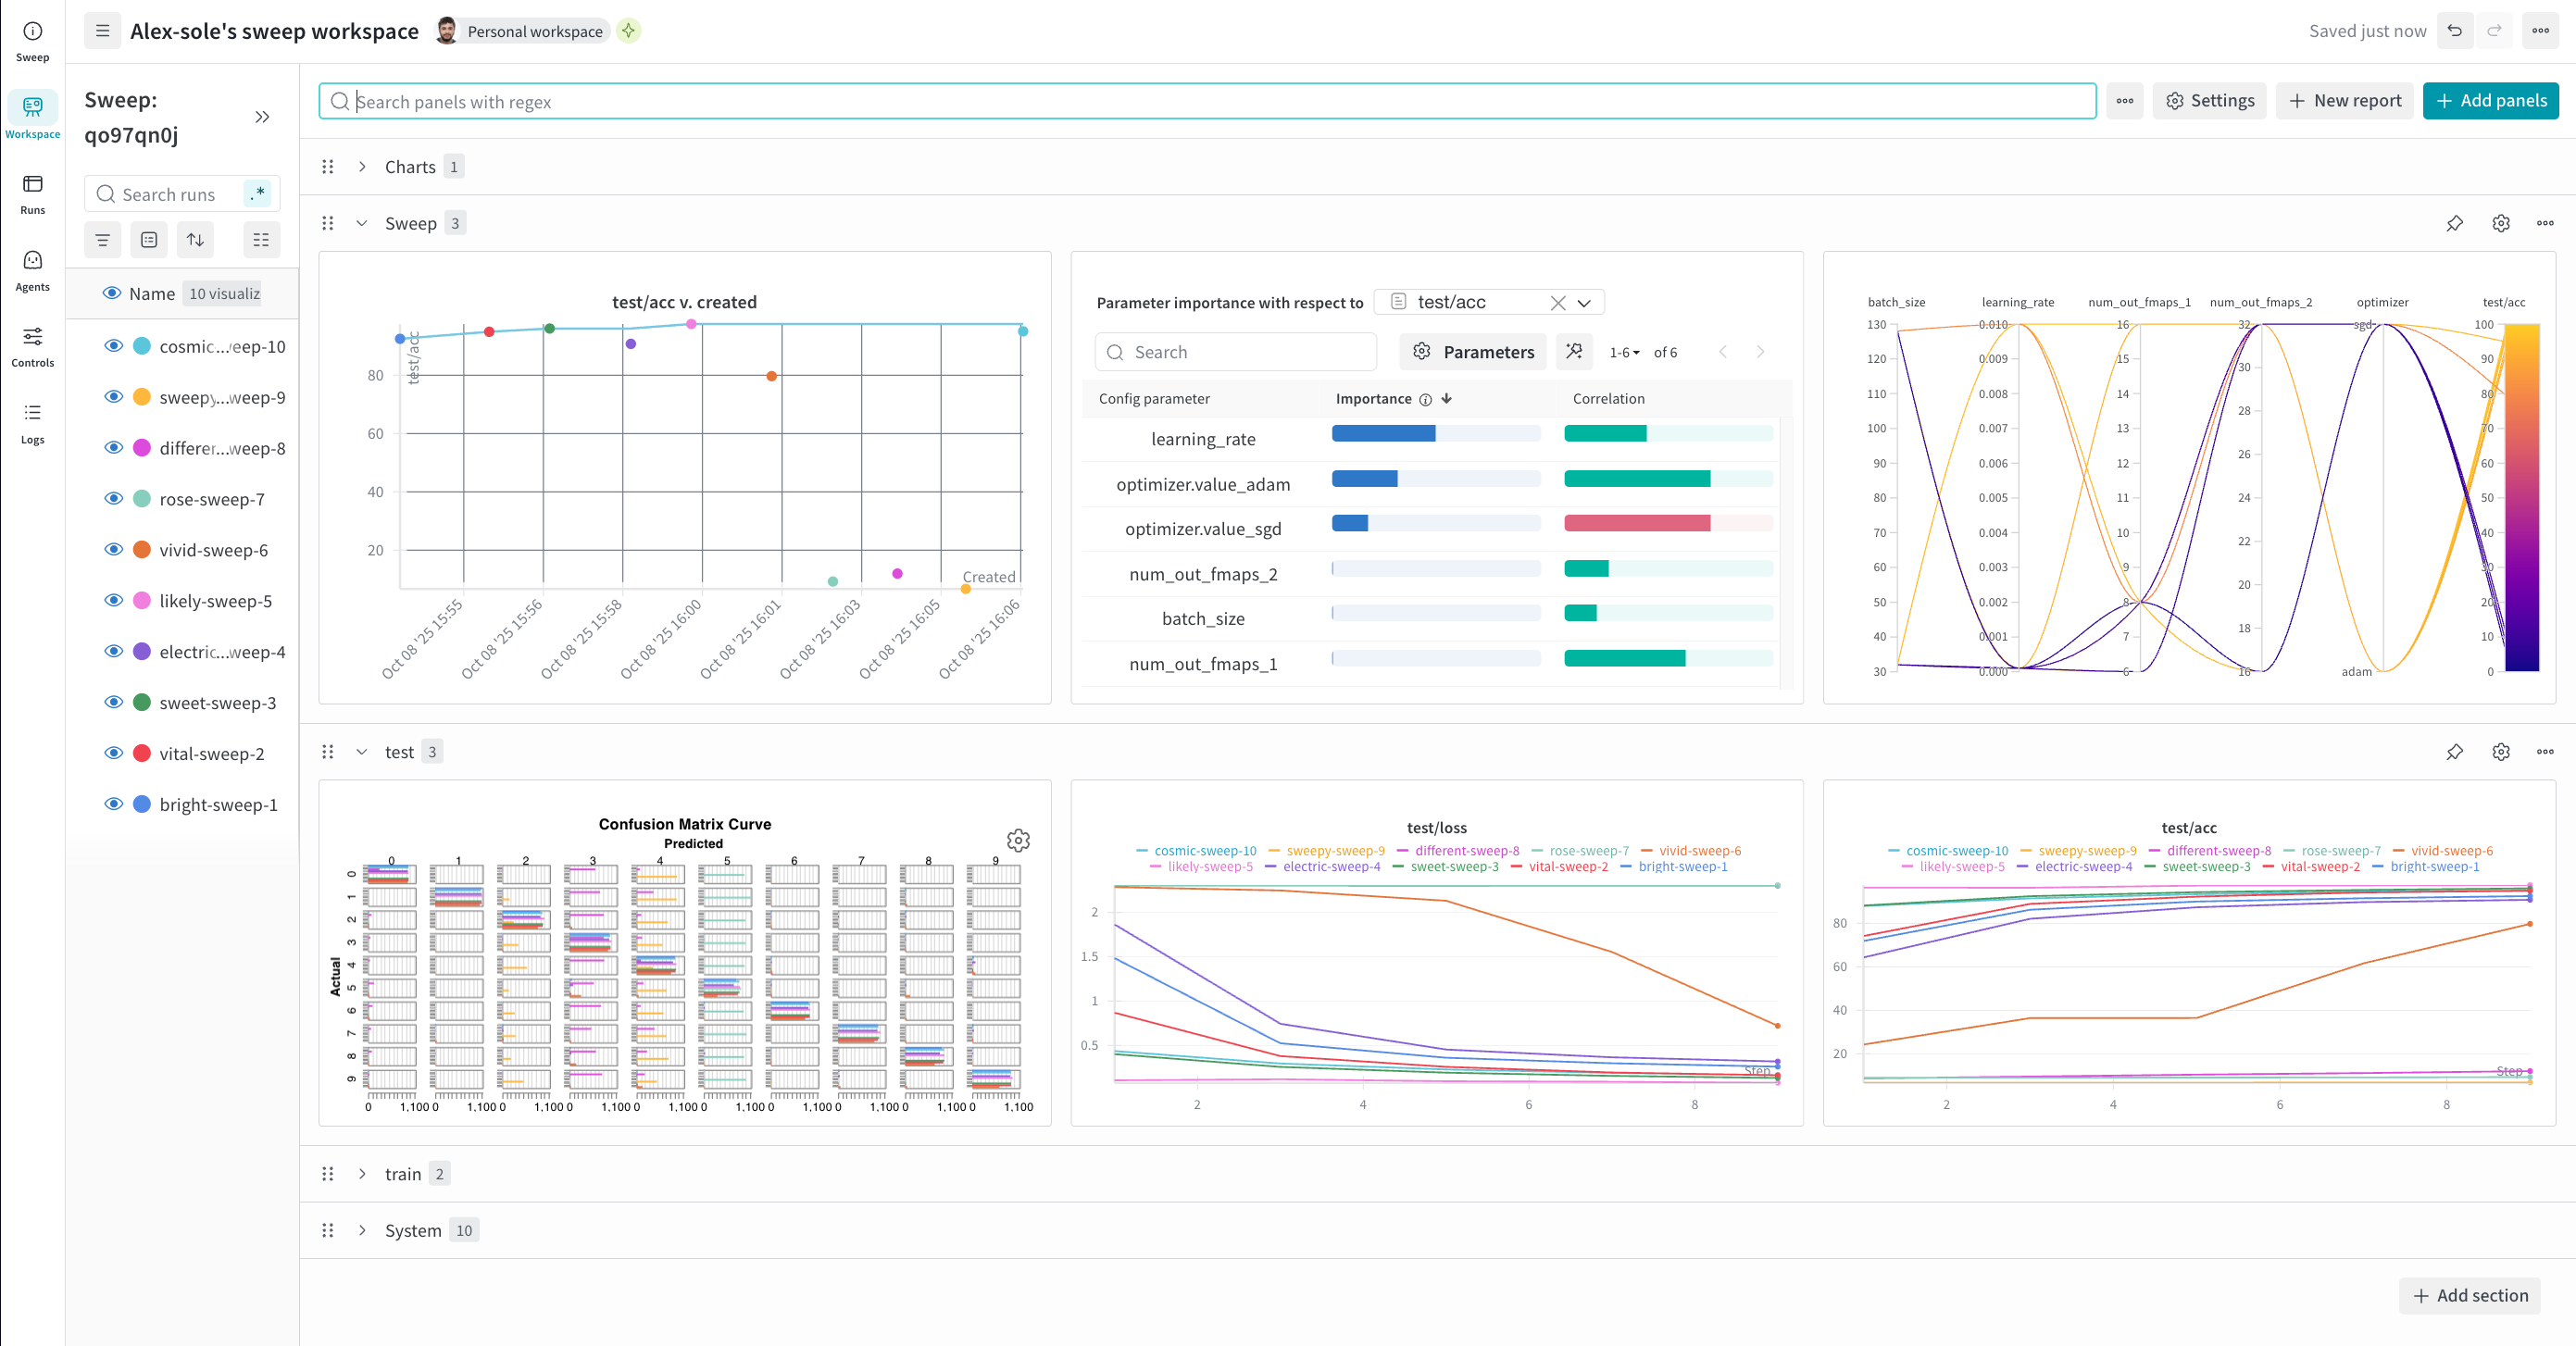 Sweep
Workspace
Runs
Agents
Controls
Logs
Alex-sole's sweep workspace
Personal workspace
Saved just now
Sweep:
qo97qn0j
Search runs
.*
Name 10 visualiz
cosmic...eep-10
sweepy...weep-9
differer...weep-8
rose-sweep-7
vivid-sweep-6
likely-sweep-5
electric...weep-4
sweet-sweep-3
vital-sweep-2
bright-sweep-1
Search panels with regex
Settings
New report
Add panels
Charts 1
Sweep 3
test/acc v. created
test/acc
80
60
40
20
Created
Oct 08 '25 15:55
Oct 08 '25 15:56
Oct 08 '25 15:58
Oct 08 '25 16:00
Oct 08 '25 16:01
Oct 08 '25 16:03
Oct 08 '25 16:05
Oct 08 '25 16:06
Parameter importance with respect to test/acc
Search
Parameters
1-6 of 6
Config parameter Importance Correlation
learning_rate
optimizer.value_adam
optimizer.value_sgd
num_out_fmaps_2
batch_size
num_out_fmaps_1
batch_size learning_rate num_out_fmaps_1 num_out_fmaps_2 optimizer test/acc
130
120
110
100
90
80
70
60
50
40
30
0.010
0.009
0.008
0.007
0.006
0.005
0.004
0.003
0.002
0.001
0.000
16
15
14
13
12
11
10
9
8
7
6
32
30
28
26
24
22
20
18
16
sgd
adam
100
90
80
70
60
50
40
30
20
10
0
test 3
Confusion Matrix Curve
Predicted
0 1 2 3 4 5 6 7 8 9
Actual
0
1
2
3
4
5
6
7
8
9
0 1,100 0 1,100 0 1,100 0 1,100 0 1,100 0 1,100 0 1,100 0 1,100 0 1,100 0 1,100
test/loss
cosmic-sweep-10 sweepy-sweep-9 different-sweep-8 rose-sweep-7 vivid-sweep-6
likely-sweep-5 electric-sweep-4 sweet-sweep-3 vital-sweep-2 bright-sweep-1
2
1.5
1
0.5
Step
2 4 6 8
test/acc
cosmic-sweep-10 sweepy-sweep-9 different-sweep-8 rose-sweep-7 vivid-sweep-6
likely-sweep-5 electric-sweep-4 sweet-sweep-3 vital-sweep-2 bright-sweep-1
80
60
40
20
Step
2 4 6 8
train 2
System 10
Add section